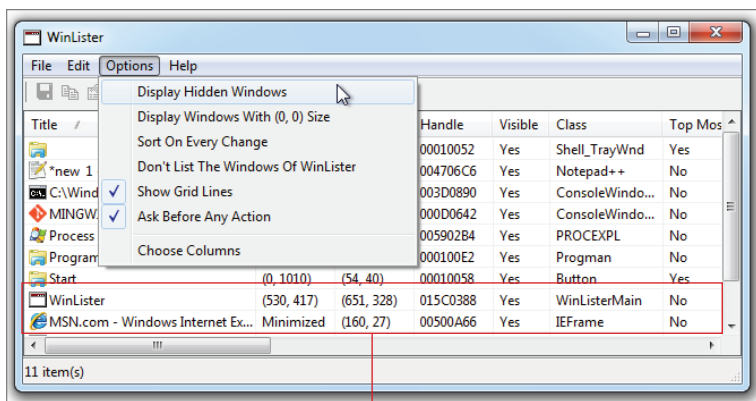 WinLister
File Edit Options Help
Display Hidden Windows
Display Windows With (0, 0) Size
Sort On Every Change
Don't List The Windows Of WinLister
Show Grid Lines
Ask Before Any Action
Choose Columns
Title / Handle Visible Class Top Mos
00010052 Yes Shell_TrayWnd Yes
*new 1 004706C6 Yes Notepad++ No
C:\Wind 003D0890 Yes ConsoleWindo... No
MINGW 000D0642 Yes ConsoleWindo... No
Process 005902B4 Yes PROCEXPL No
Program 000100E2 Yes Progman No
Start (0, 1010) (54, 40) 00010058 Yes Button Yes
WinLister (530, 417) (651, 328) 015C0388 Yes WinListerMain No
MSN.com - Windows Internet Ex... Minimized (160, 27) 00500A66 Yes IEFrame No
11 item(s)